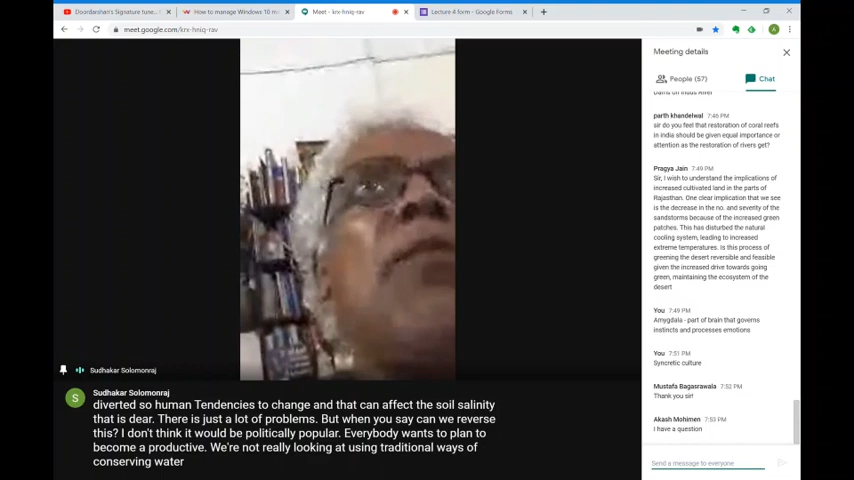 Doordarshan's Signature tune...
How to manage Windows 10 m
Meet - krx-hniq-rav
Lecture 4 form - Google Forms
meet.google.com/krx-hniq-rav
Meeting details
People (57)
Chat
Dams on Indus River
parth khandelwal 7:46 PM
sir do you feel that restoration of coral reefs
in india should be given equal importance or
attention as the restoration of rivers get?
Pragya Jain 7:49 PM
Sir, I wish to understand the implications of
increased cultivated land in the parts of
Rajasthan. One clear implication that we see
is the decrease in the no. and severity of the
sandstorms because of the increased green
patches. This has disturbed the natural
cooling system, leading to increased
extreme temperatures. Is this process of
greening the desert reversible and feasible
given the increased drive towards going
green, maintaining the ecosystem of the
desert
You 7:49 PM
Amygdala - part of brain that governs
instincts and processes emotions
You 7:51 PM
Syncretic culture
Mustafa Bagasrawala 7:52 PM
Thank you sir!
Akash Mohimen 7:53 PM
I have a question
Send a message to everyone
Sudhakar Solomonraj
S
Sudhakar Solomonraj
diverted so human Tendencies to change and that can affect the soil salinity
that is dear. There is just a lot of problems. But when you say can we reverse
this? I don't think it would be politically popular. Everybody wants to plan to
become a productive. We're not really looking at using traditional ways of
conserving water